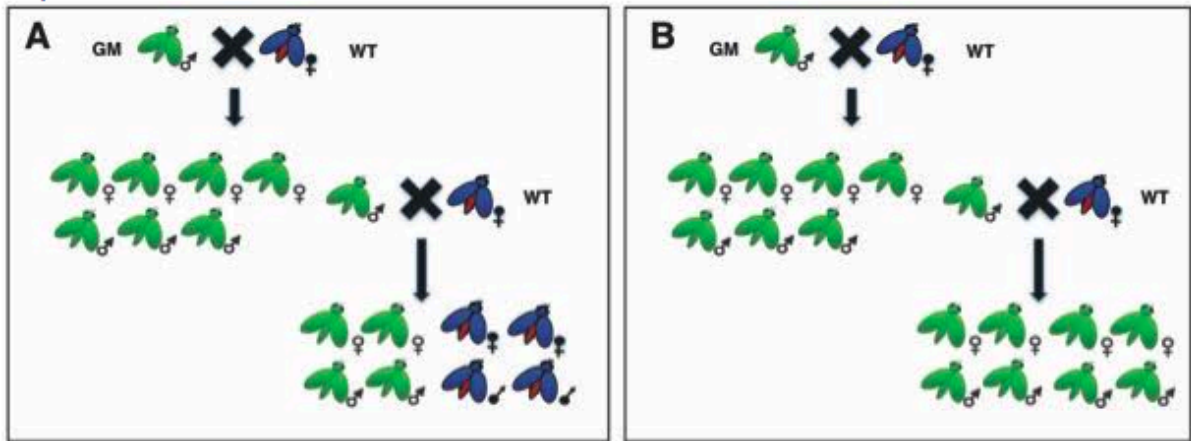 A
GM ♂ ♀ WT
♀ ♀ ♀ ♀
♂ ♀ WT
♂ ♂ ♂
♀ ♀ ♀ ♀
♂ ♂ ♂ ♂
B
GM ♂ ♀ WT
♀ ♀ ♀ ♀
♂ ♀ WT
♂ ♂ ♂
♀ ♀ ♀ ♀
♂ ♂ ♂ ♂